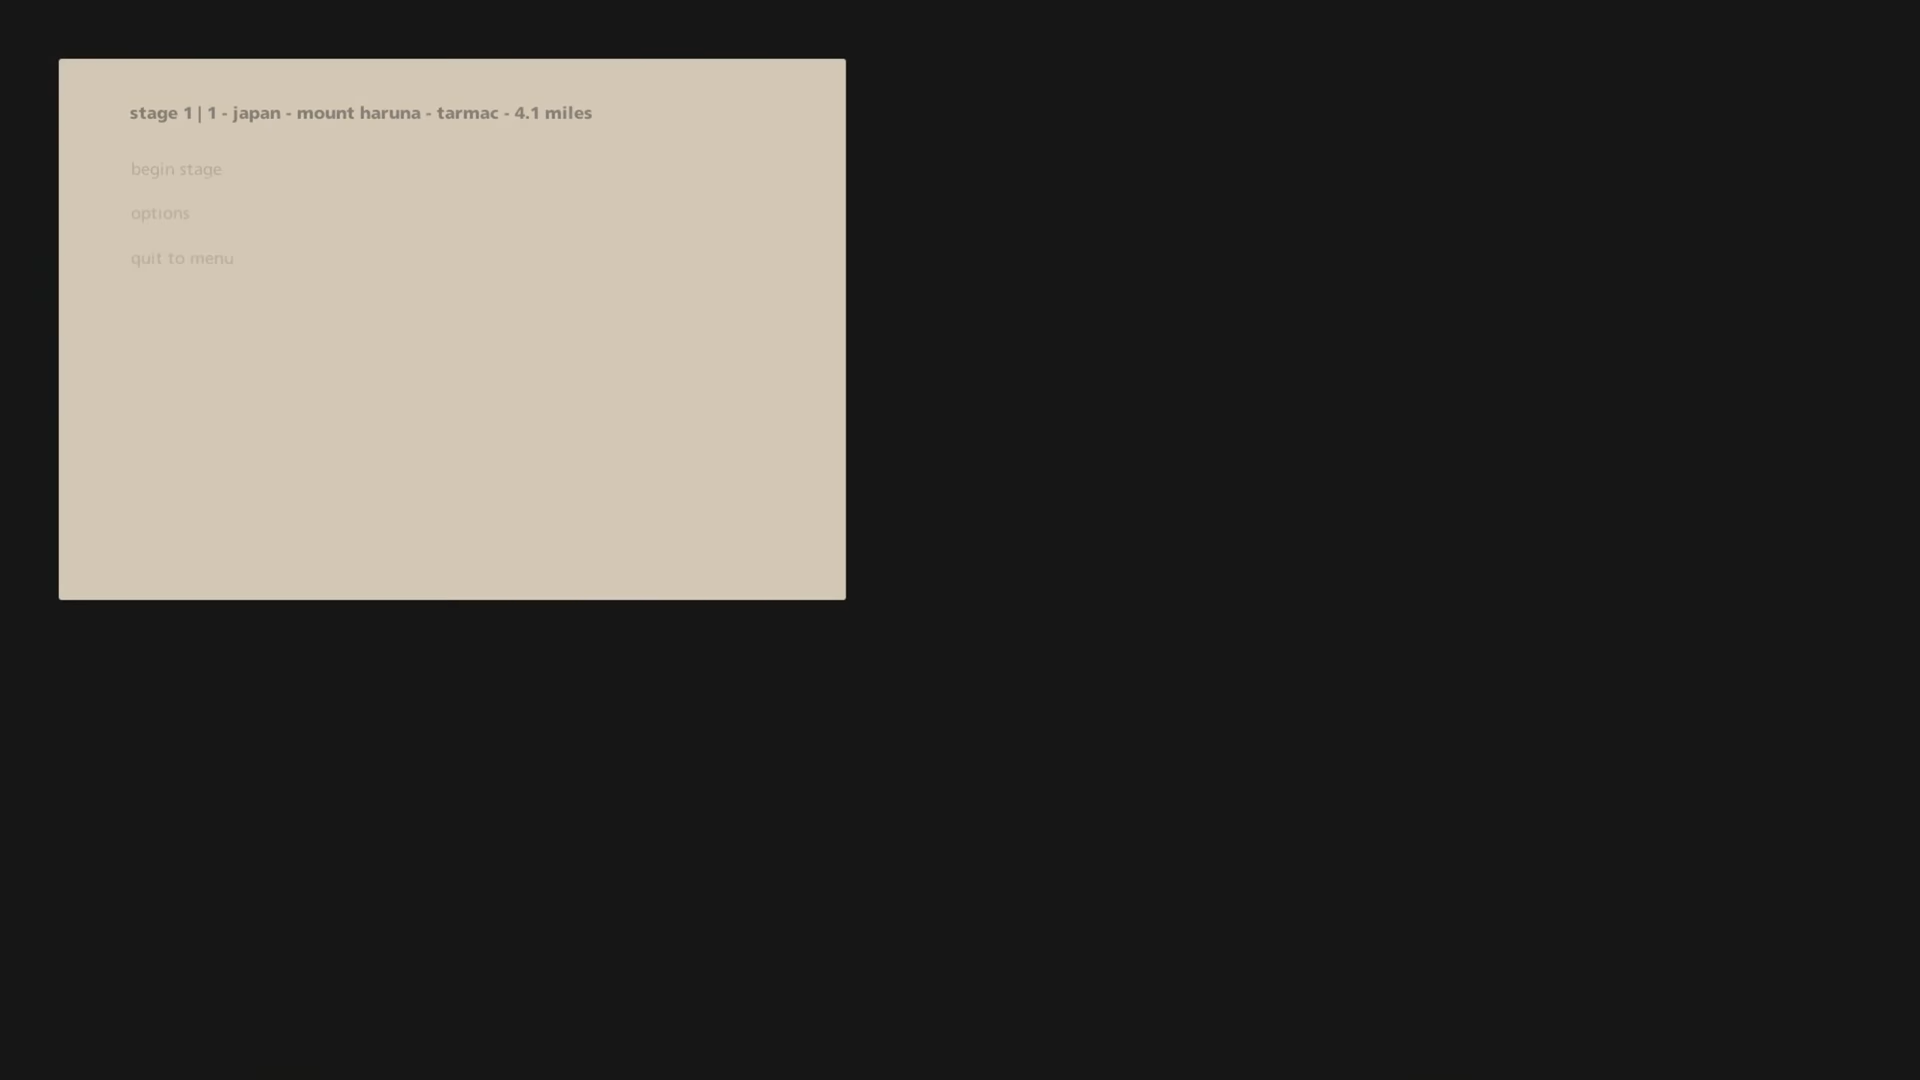 stage 1 | 1 - japan - mount haruna - tarmac - 4.1 miles
begin stage
options
quit to menu